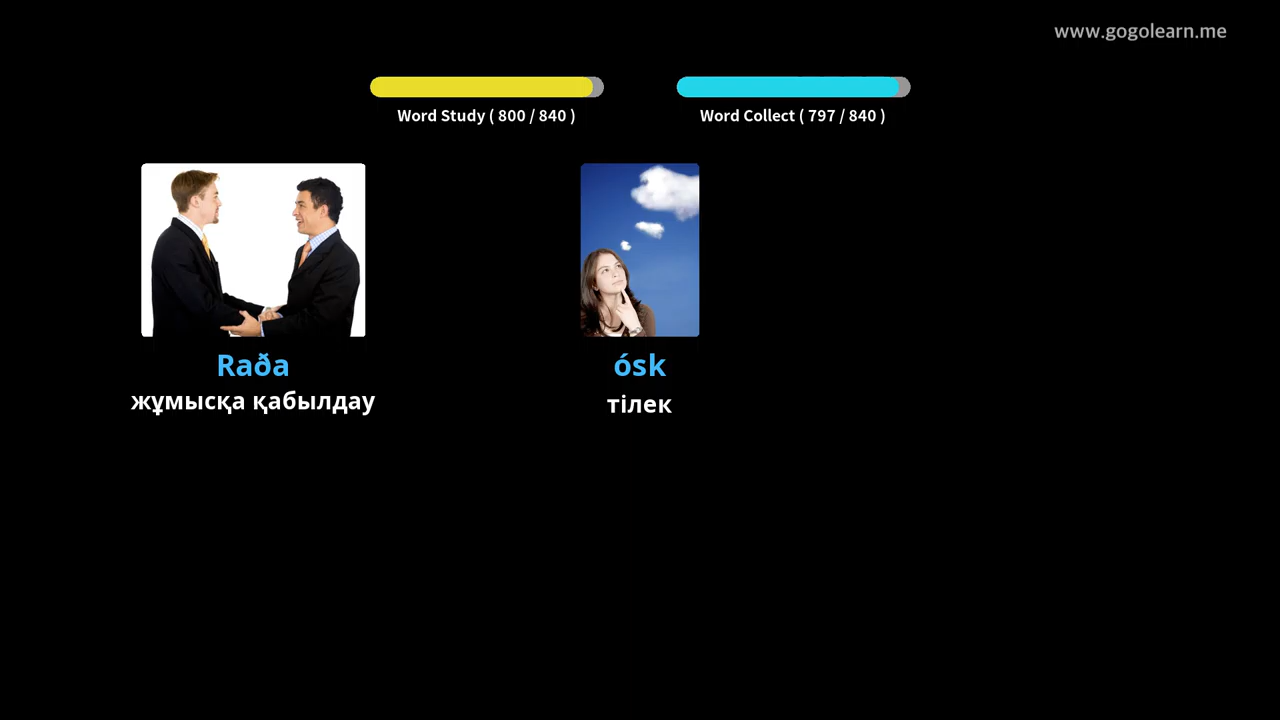 www.gogolearn.me
Word Study ( 800 / 840 )
Word Collect ( 797 / 840 )
Raða
жұмысқа қабылдау
ósk
тілек